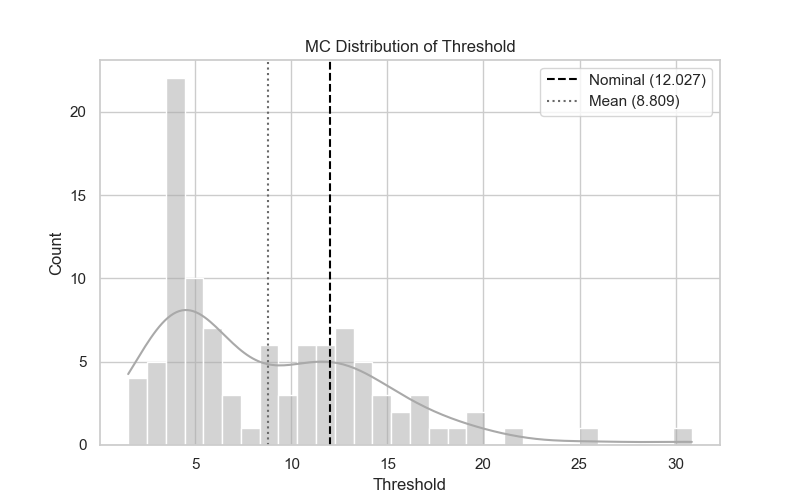 MC Distribution of Threshold
Nominal (12.027)
Mean (8.809)
20
15
10
5
0
Count
5 10 15 20 25 30
Threshold